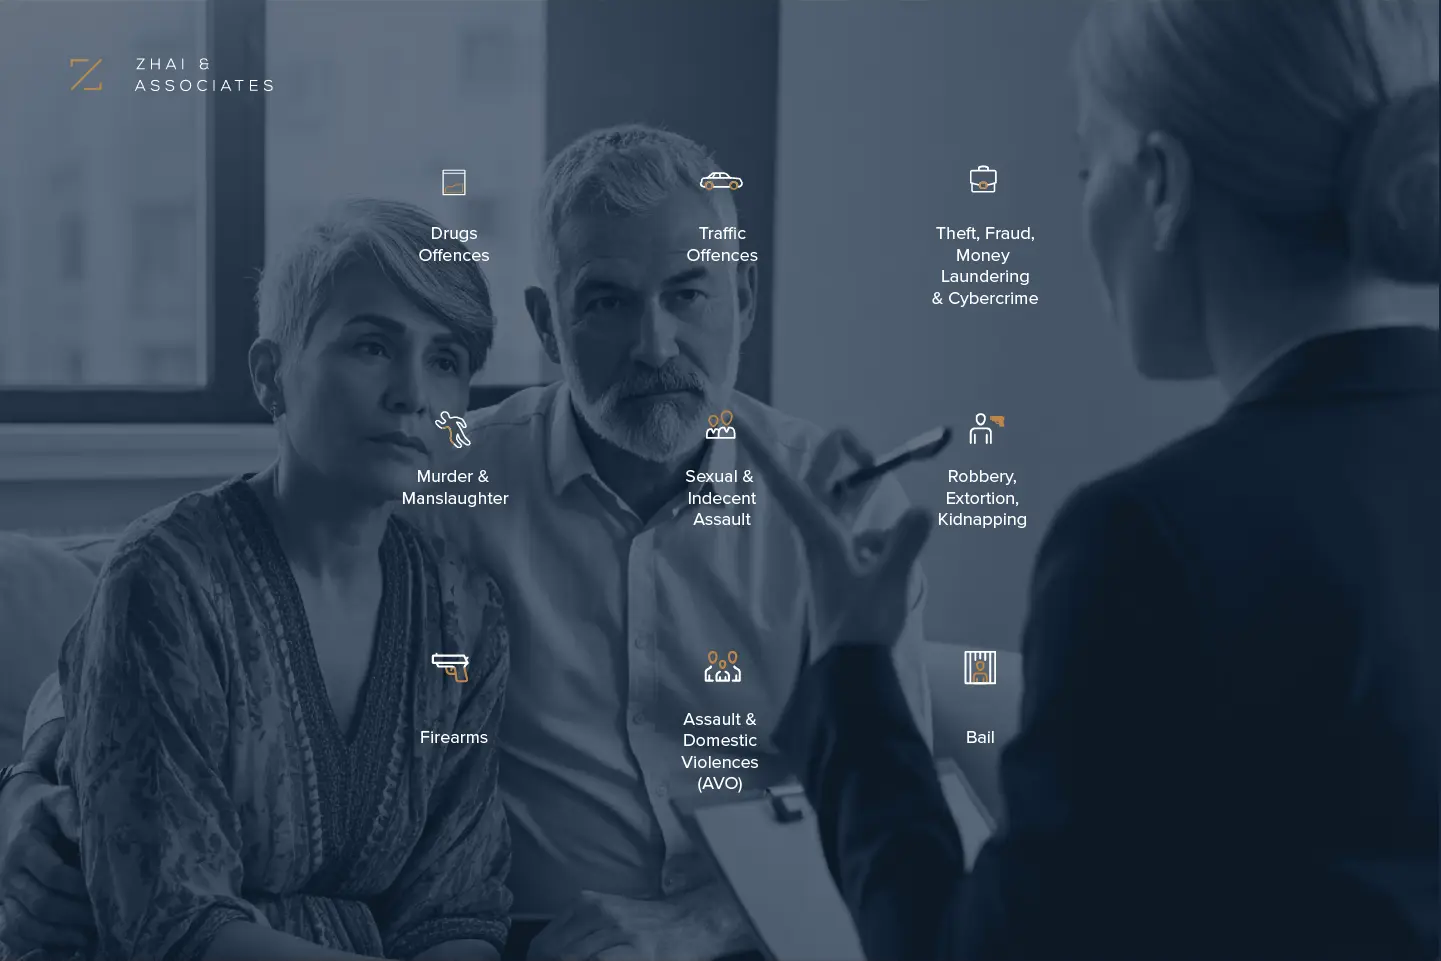 ZHAI &
ASSOCIATES
Drugs
Offences
Traffic
Offences
Theft, Fraud,
Money
Laundering
& Cybercrime
Murder &
Manslaughter
Sexual &
Indecent
Assault
Robbery,
Extortion,
Kidnapping
Firearms
Assault &
Domestic
Violences
(AVO)
Bail